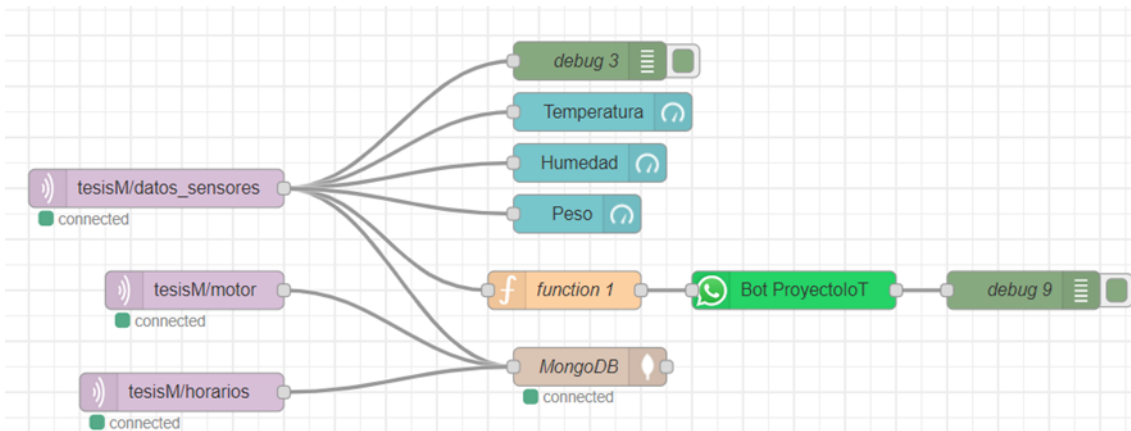 debug 3
Temperatura
Humedad
tesisM/datos_sensores
connected
Peso
tesisM/motor
connected
function 1
Bot ProyectoIoT
debug 9
MongoDB
connected
tesisM/horarios
connected